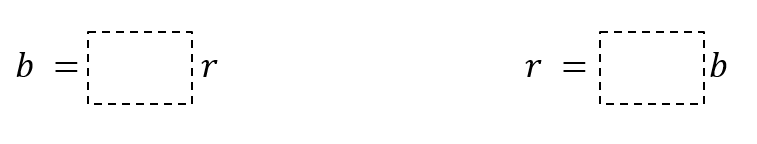 b = r r = b